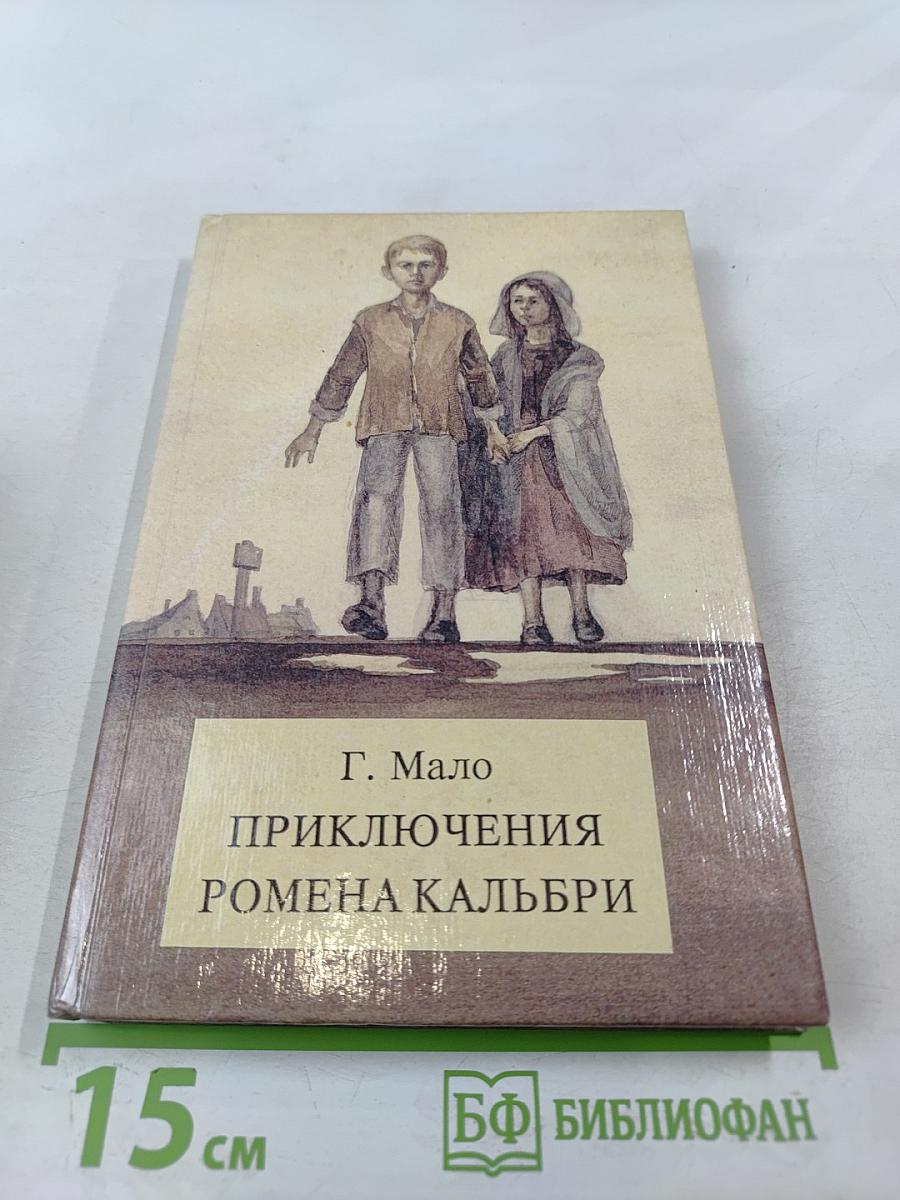 Г. Мало
ПРИКЛЮЧЕНИЯ
РОМЕНА КАЛЬБРИ
15 см
БФ БИБЛИОФАН